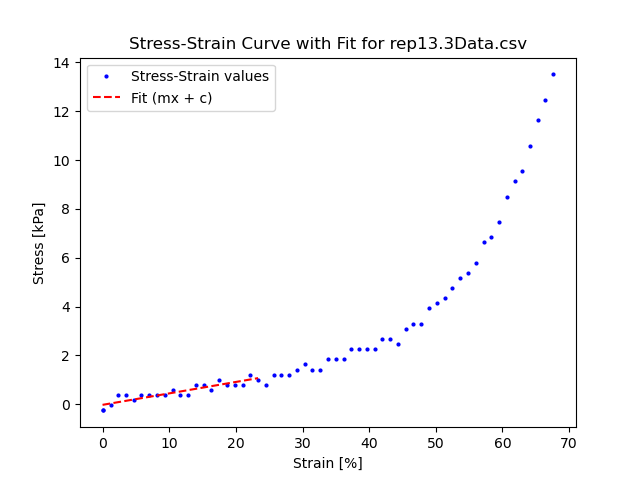 Stress-Strain Curve with Fit for rep13.3Data.csv
Stress-Strain values
Fit (mx + c)
14
12
10
8
6
4
2
0
Stress [kPa]
0 10 20 30 40 50 60 70
Strain [%]